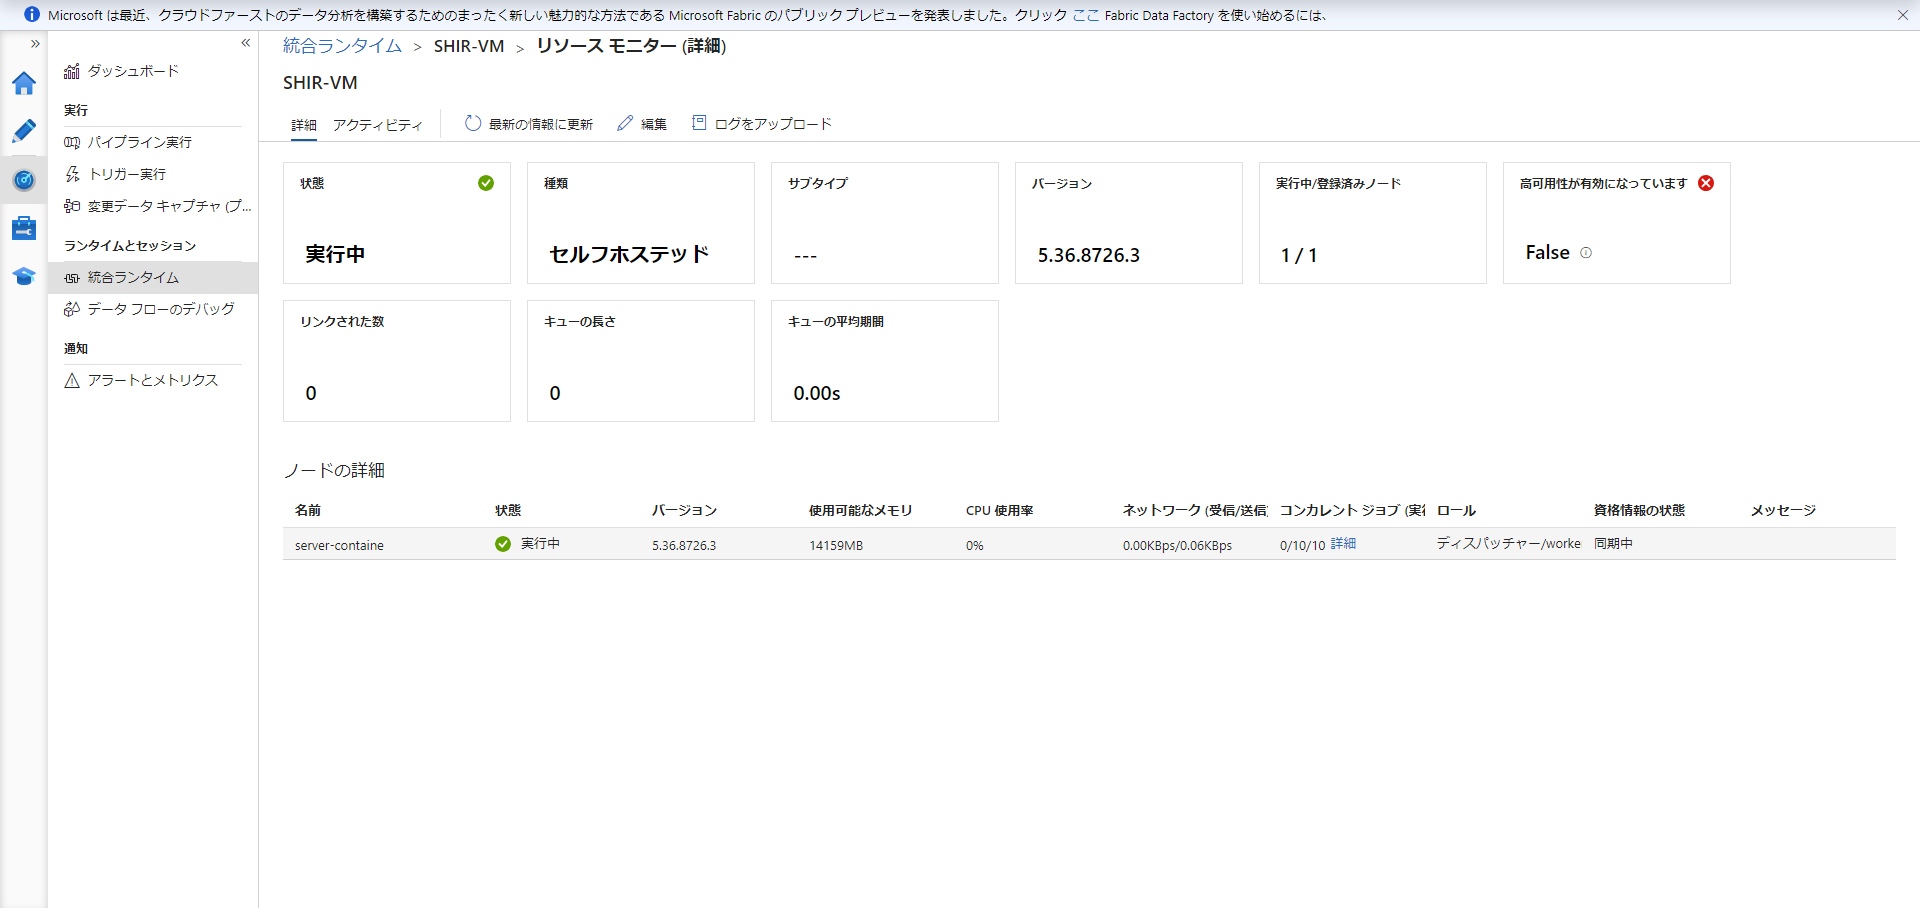 Microsoft は最近、クラウドファーストのデータ分析を構築するためのまったく新しい魅力的な方法である Microsoft Fabric のパブリック プレビューを発表しました。クリック ここ Fabric Data Factory を使い始めるには、
ダッシュボード
実行
パイプライン実行
トリガー実行
変更データ キャプチャ (プ...
ランタイムとセッション
統合ランタイム
データ フローのデバッグ
通知
アラートとメトリクス
統合ランタイム > SHIR-VM > リソース モニター (詳細)
SHIR-VM
詳細 アクティビティ 最新の情報に更新 編集 ログをアップロード
状態
実行中
種類
セルフホステッド
サブタイプ
---
バージョン
5.36.8726.3
実行中/登録済みノード
1 / 1
高可用性が有効になっています
False
リンクされた数
0
キューの長さ
0
キューの平均期間
0.00s
ノードの詳細
名前 状態 バージョン 使用可能なメモリ CPU 使用率 ネットワーク (受信/送信) コンカレント ジョブ (実行 ロール 資格情報の状態 メッセージ
server-containe 実行中 5.36.8726.3 14159MB 0% 0.00KBps/0.06KBps 0/10/10 詳細 ディスパッチャー/worke 同期中